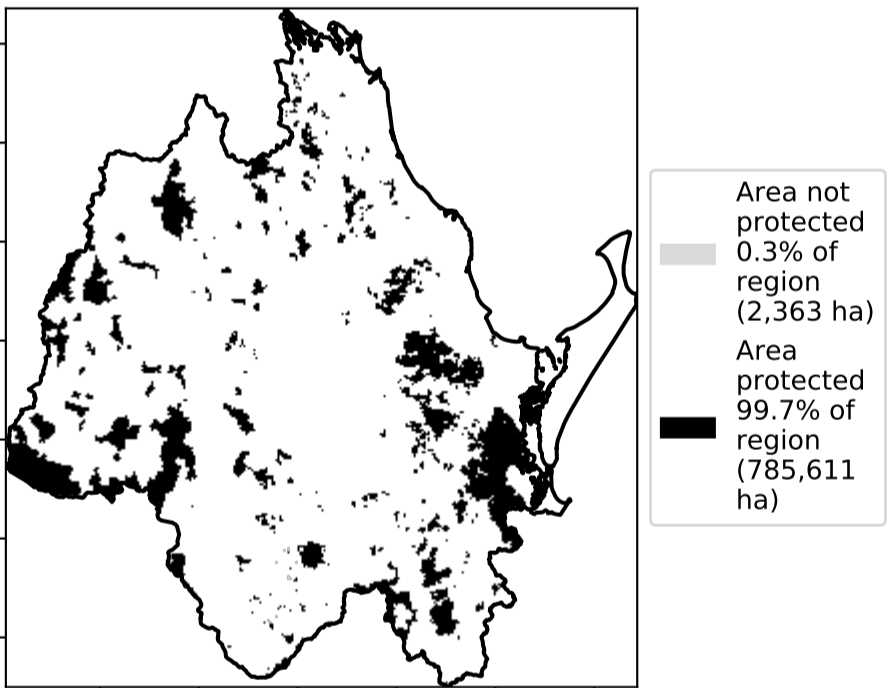 Area not
protected
0.3% of
region
(2,363 ha)
Area
protected
99.7% of
region
(785,611
ha)